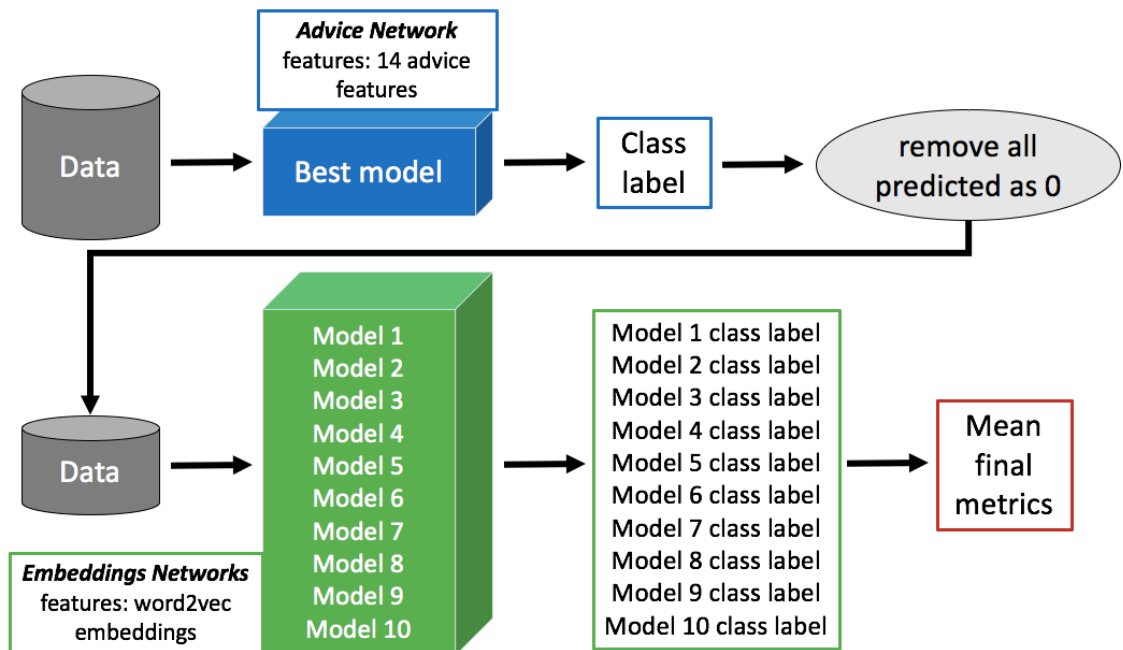 Advice Network
features: 14 advice
features
Data
Best model
Class
label
remove all
predicted as 0
Data
Embeddings Networks
features: word2vec
embeddings
Model 1
Model 2
Model 3
Model 4
Model 5
Model 6
Model 7
Model 8
Model 9
Model 10
Model 1 class label
Model 2 class label
Model 3 class label
Model 4 class label
Model 5 class label
Model 6 class label
Model 7 class label
Model 8 class label
Model 9 class label
Model 10 class label
Mean
final
metrics